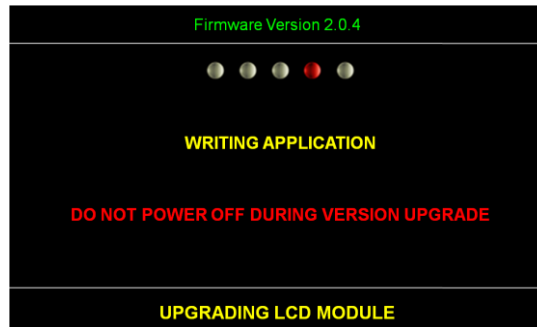 Firmware Version 2.0.4
WRITING APPLICATION
DO NOT POWER OFF DURING VERSION UPGRADE
UPGRADING LCD MODULE